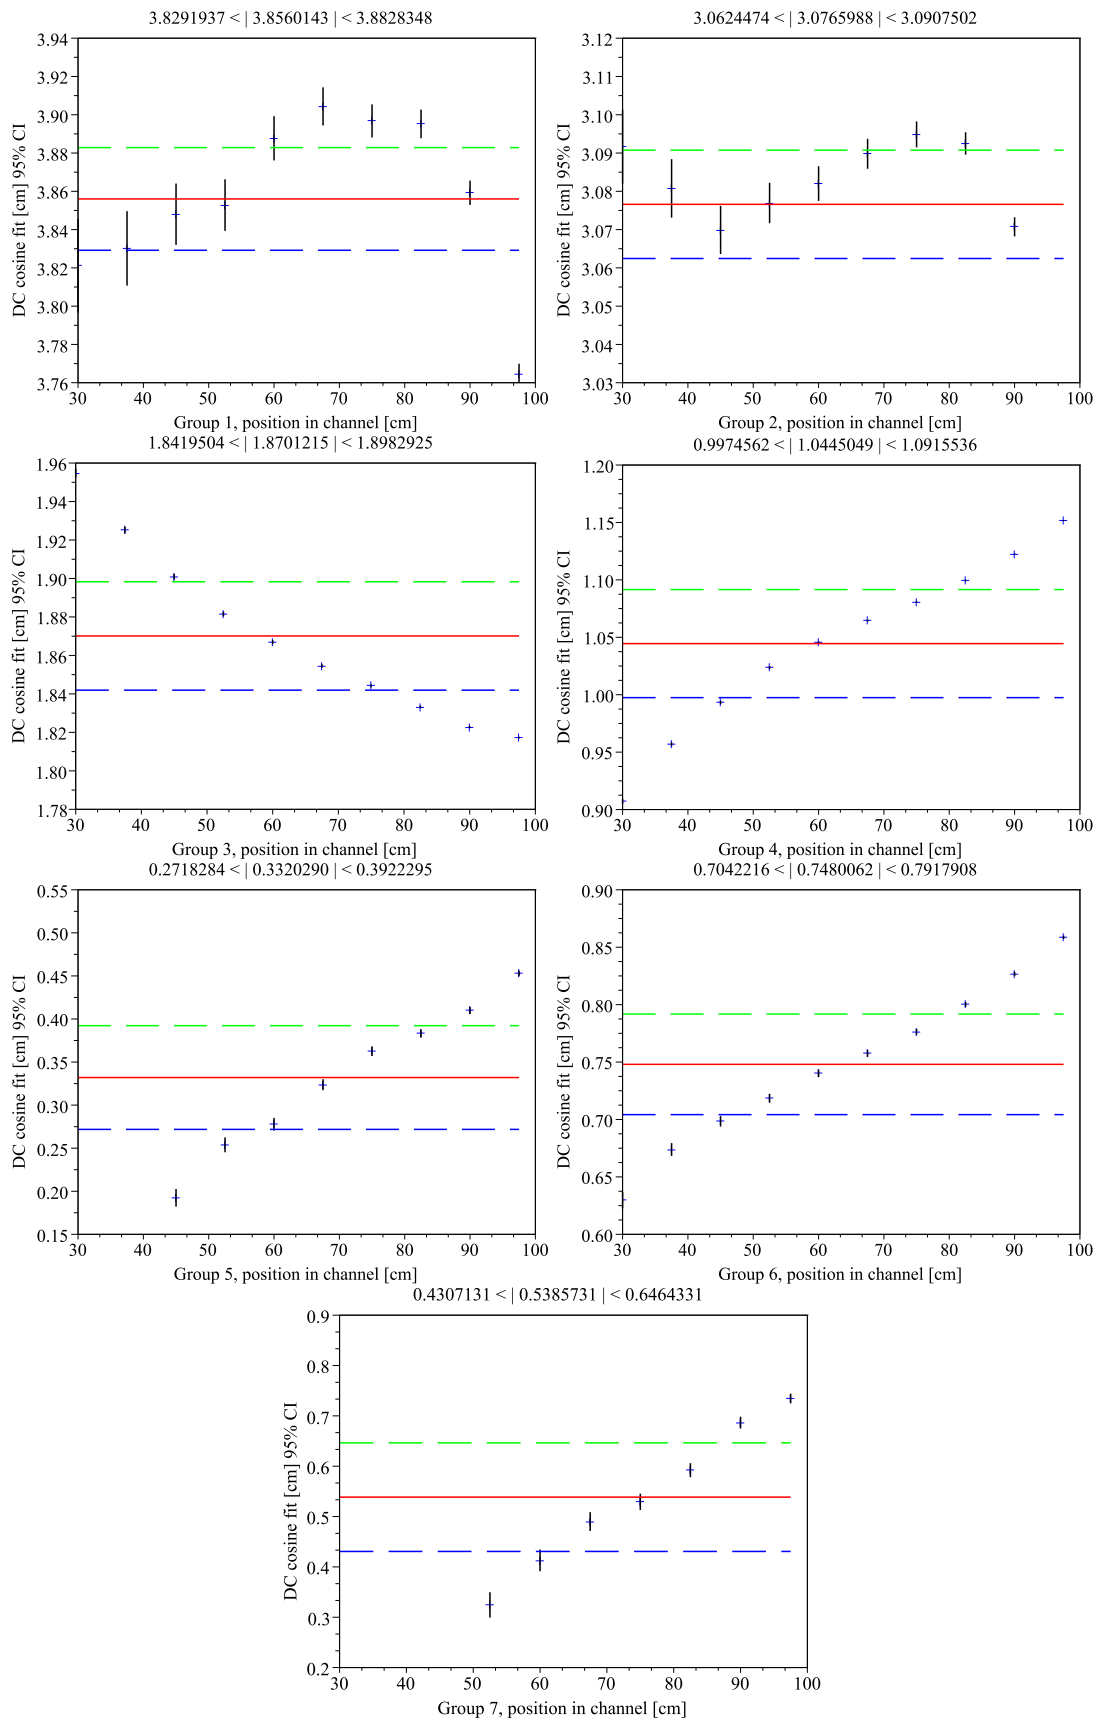 3.8291937 < | 3.8560143 | < 3.8828348
3.94
3.92
3.90
3.88
3.86
3.84
3.82
3.80
3.78
3.76
DC cosine fit [cm] 95% CI
30 40 50 60 70 80 90 100
Group 1, position in channel [cm]
3.0624474 < | 3.0765988 | < 3.0907502
3.12
3.11
3.10
3.09
3.08
3.07
3.06
3.05
3.04
3.03
DC cosine fit [cm] 95% CI
30 40 50 60 70 80 90 100
Group 2, position in channel [cm]
1.8419504 < | 1.8701215 | < 1.8982925
1.96
1.94
1.92
1.90
1.88
1.86
1.84
1.82
1.80
1.78
DC cosine fit [cm] 95% CI
30 40 50 60 70 80 90 100
Group 3, position in channel [cm]
0.9974562 < | 1.0445049 | < 1.0915536
1.20
1.15
1.10
1.05
1.00
0.95
0.90
DC cosine fit [cm] 95% CI
30 40 50 60 70 80 90 100
Group 4, position in channel [cm]
0.2718284 < | 0.3320290 | < 0.3922295
0.55
0.50
0.45
0.40
0.35
0.30
0.25
0.20
0.15
DC cosine fit [cm] 95% CI
30 40 50 60 70 80 90 100
Group 5, position in channel [cm]
0.7042216 < | 0.7480062 | < 0.7917908
0.90
0.85
0.80
0.75
0.70
0.65
0.60
DC cosine fit [cm] 95% CI
30 40 50 60 70 80 90 100
Group 6, position in channel [cm]
0.4307131 < | 0.5385731 | < 0.6464331
0.9
0.8
0.7
0.6
0.5
0.4
0.3
0.2
DC cosine fit [cm] 95% CI
30 40 50 60 70 80 90 100
Group 7, position in channel [cm]